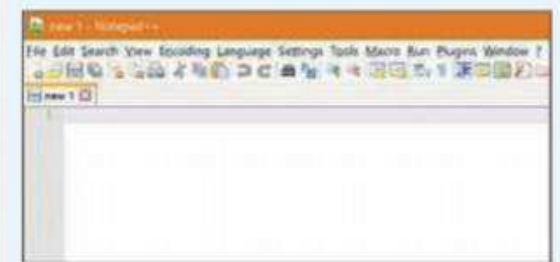 new 1 - Notepad++
File Edit Search View Encoding Language Settings Tools Macro Run Plugins Window ?
new 1
1